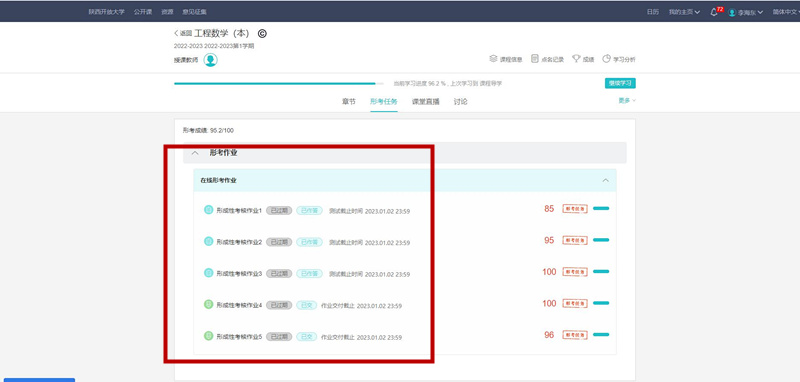 陕西开放大学 公开课 资源 意见征集 日历 我的主页 72 李海东 简体中文
返回 工程数学（本）
2022-2023 2022-2023第1学期
授课教师 课程信息 点名记录 成绩 学习分析
当前学习进度 96.2 %，上次学习到 课程导学 继续学习
章节 形考任务 课堂直播 讨论 更多
形考成绩: 95.2/100
形考作业
在线形考作业
形成性考核作业1 已过期 已作答 测试截止时间 2023.01.02 23:59 85 形考任务
形成性考核作业2 已过期 已作答 测试截止时间 2023.01.02 23:59 95 形考任务
形成性考核作业3 已过期 已作答 测试截止时间 2023.01.02 23:59 100 形考任务
形成性考核作业4 已过期 已交 作业交付截止 2023.01.02 23:59 100 形考任务
形成性考核作业5 已过期 已交 作业交付截止 2023.01.02 23:59 96 形考任务